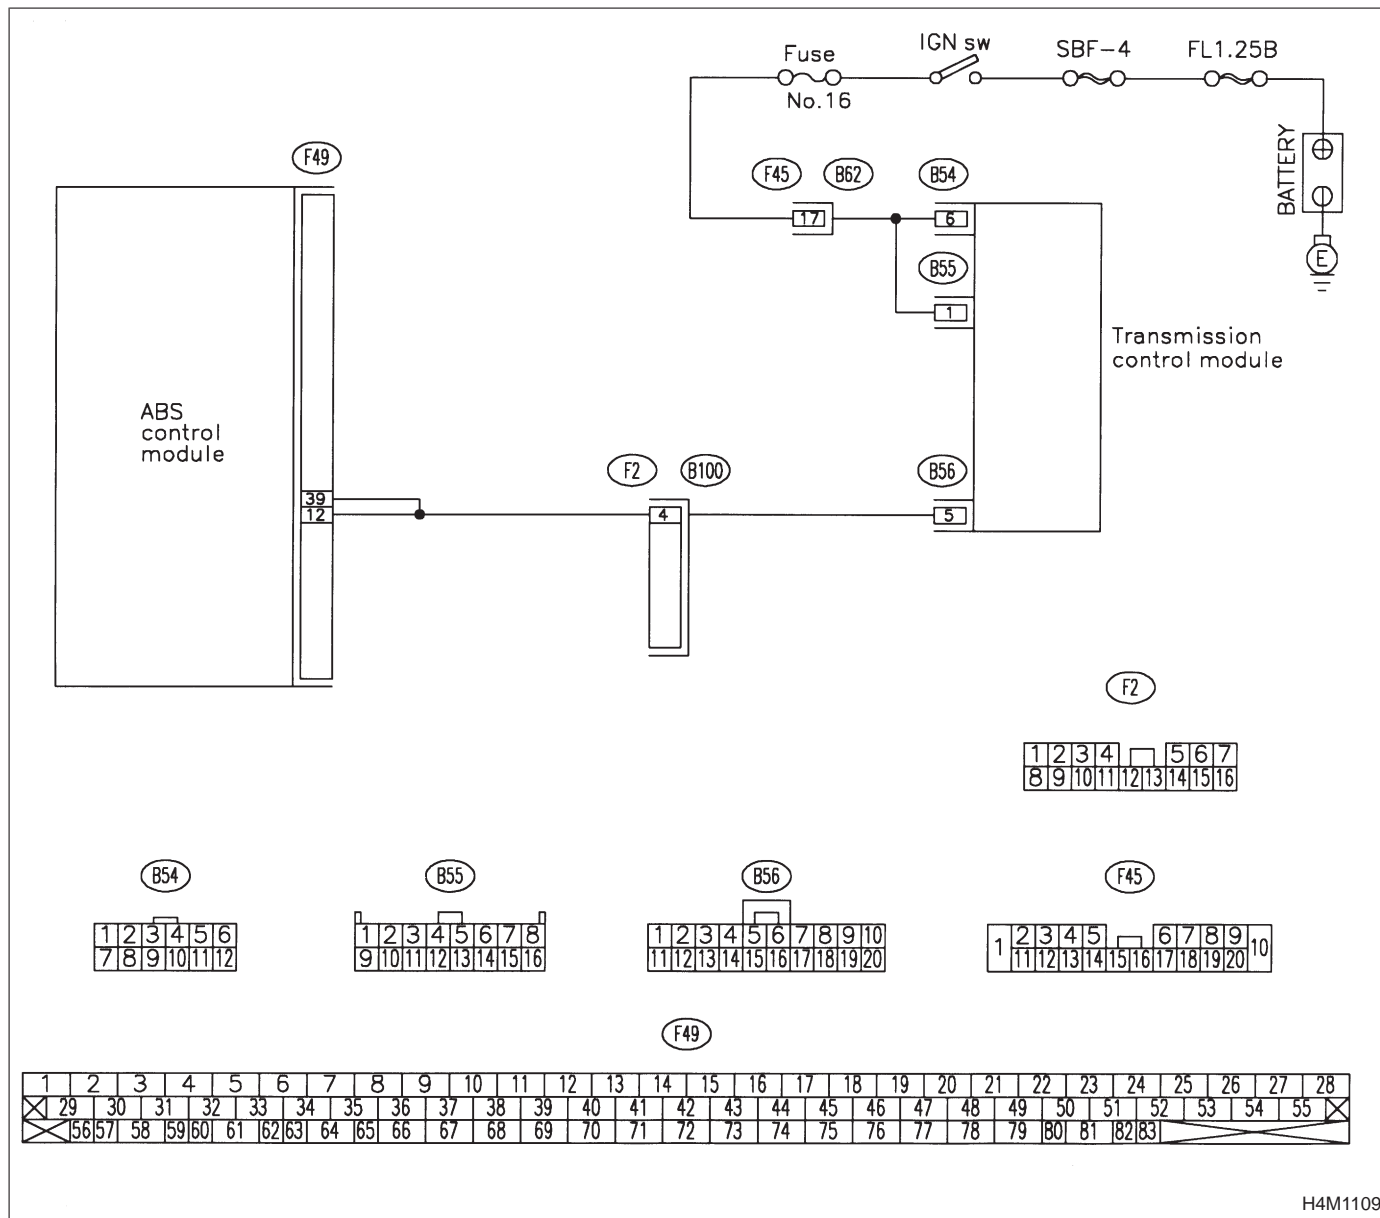 Fuse
No.16
IGN sw
SBF-4
FL1.25B
BATTERY
E
F49
F45
B62
B54
17
6
B55
1
Transmission
control module
ABS
control
module
F2
B100
B56
39
12
4
5
F2
1 2 3 4 5 6 7
8 9 10 11 12 13 14 15 16
B54
1 2 3 4 5 6
7 8 9 10 11 12
B55
1 2 3 4 5 6 7 8
9 10 11 12 13 14 15 16
B56
1 2 3 4 5 6 7 8 9 10
11 12 13 14 15 16 17 18 19 20
F45
1 2 3 4 5 6 7 8 9 10
11 12 13 14 15 16 17 18 19 20
F49
1 2 3 4 5 6 7 8 9 10 11 12 13 14 15 16 17 18 19 20 21 22 23 24 25 26 27 28
29 30 31 32 33 34 35 36 37 38 39 40 41 42 43 44 45 46 47 48 49 50 51 52 53 54 55
56 57 58 59 60 61 62 63 64 65 66 67 68 69 70 71 72 73 74 75 76 77 78 79 80 81 82 83
H4M1109